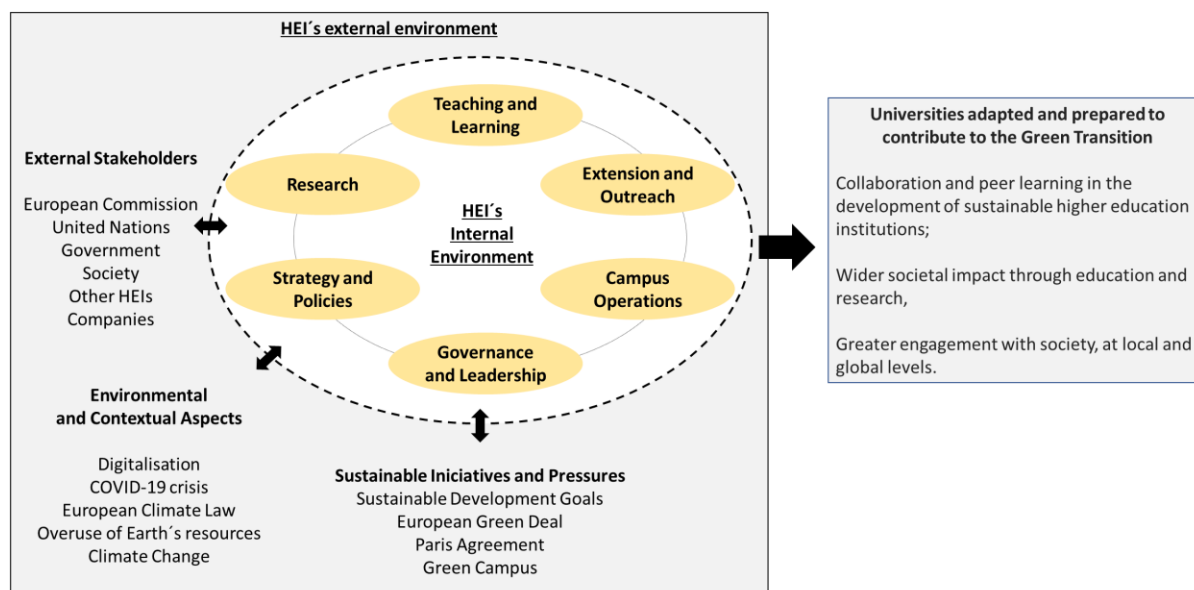 HEI´s external environment
Teaching and
Learning
Research
Extension and
Outreach
HEI´s
Internal
Environment
Strategy and
Policies
Campus
Operations
Governance
and Leadership
External Stakeholders
European Commission
United Nations
Government
Society
Other HEIs
Companies
Environmental
and Contextual Aspects
Digitalisation
COVID-19 crisis
European Climate Law
Overuse of Earth´s resources
Climate Change
Sustainable Iniciatives and Pressures
Sustainable Development Goals
European Green Deal
Paris Agreement
Green Campus
Universities adapted and prepared to
contribute to the Green Transition
Collaboration and peer learning in the
development of sustainable higher education
institutions;
Wider societal impact through education and
research,
Greater engagement with society, at local and
global levels.